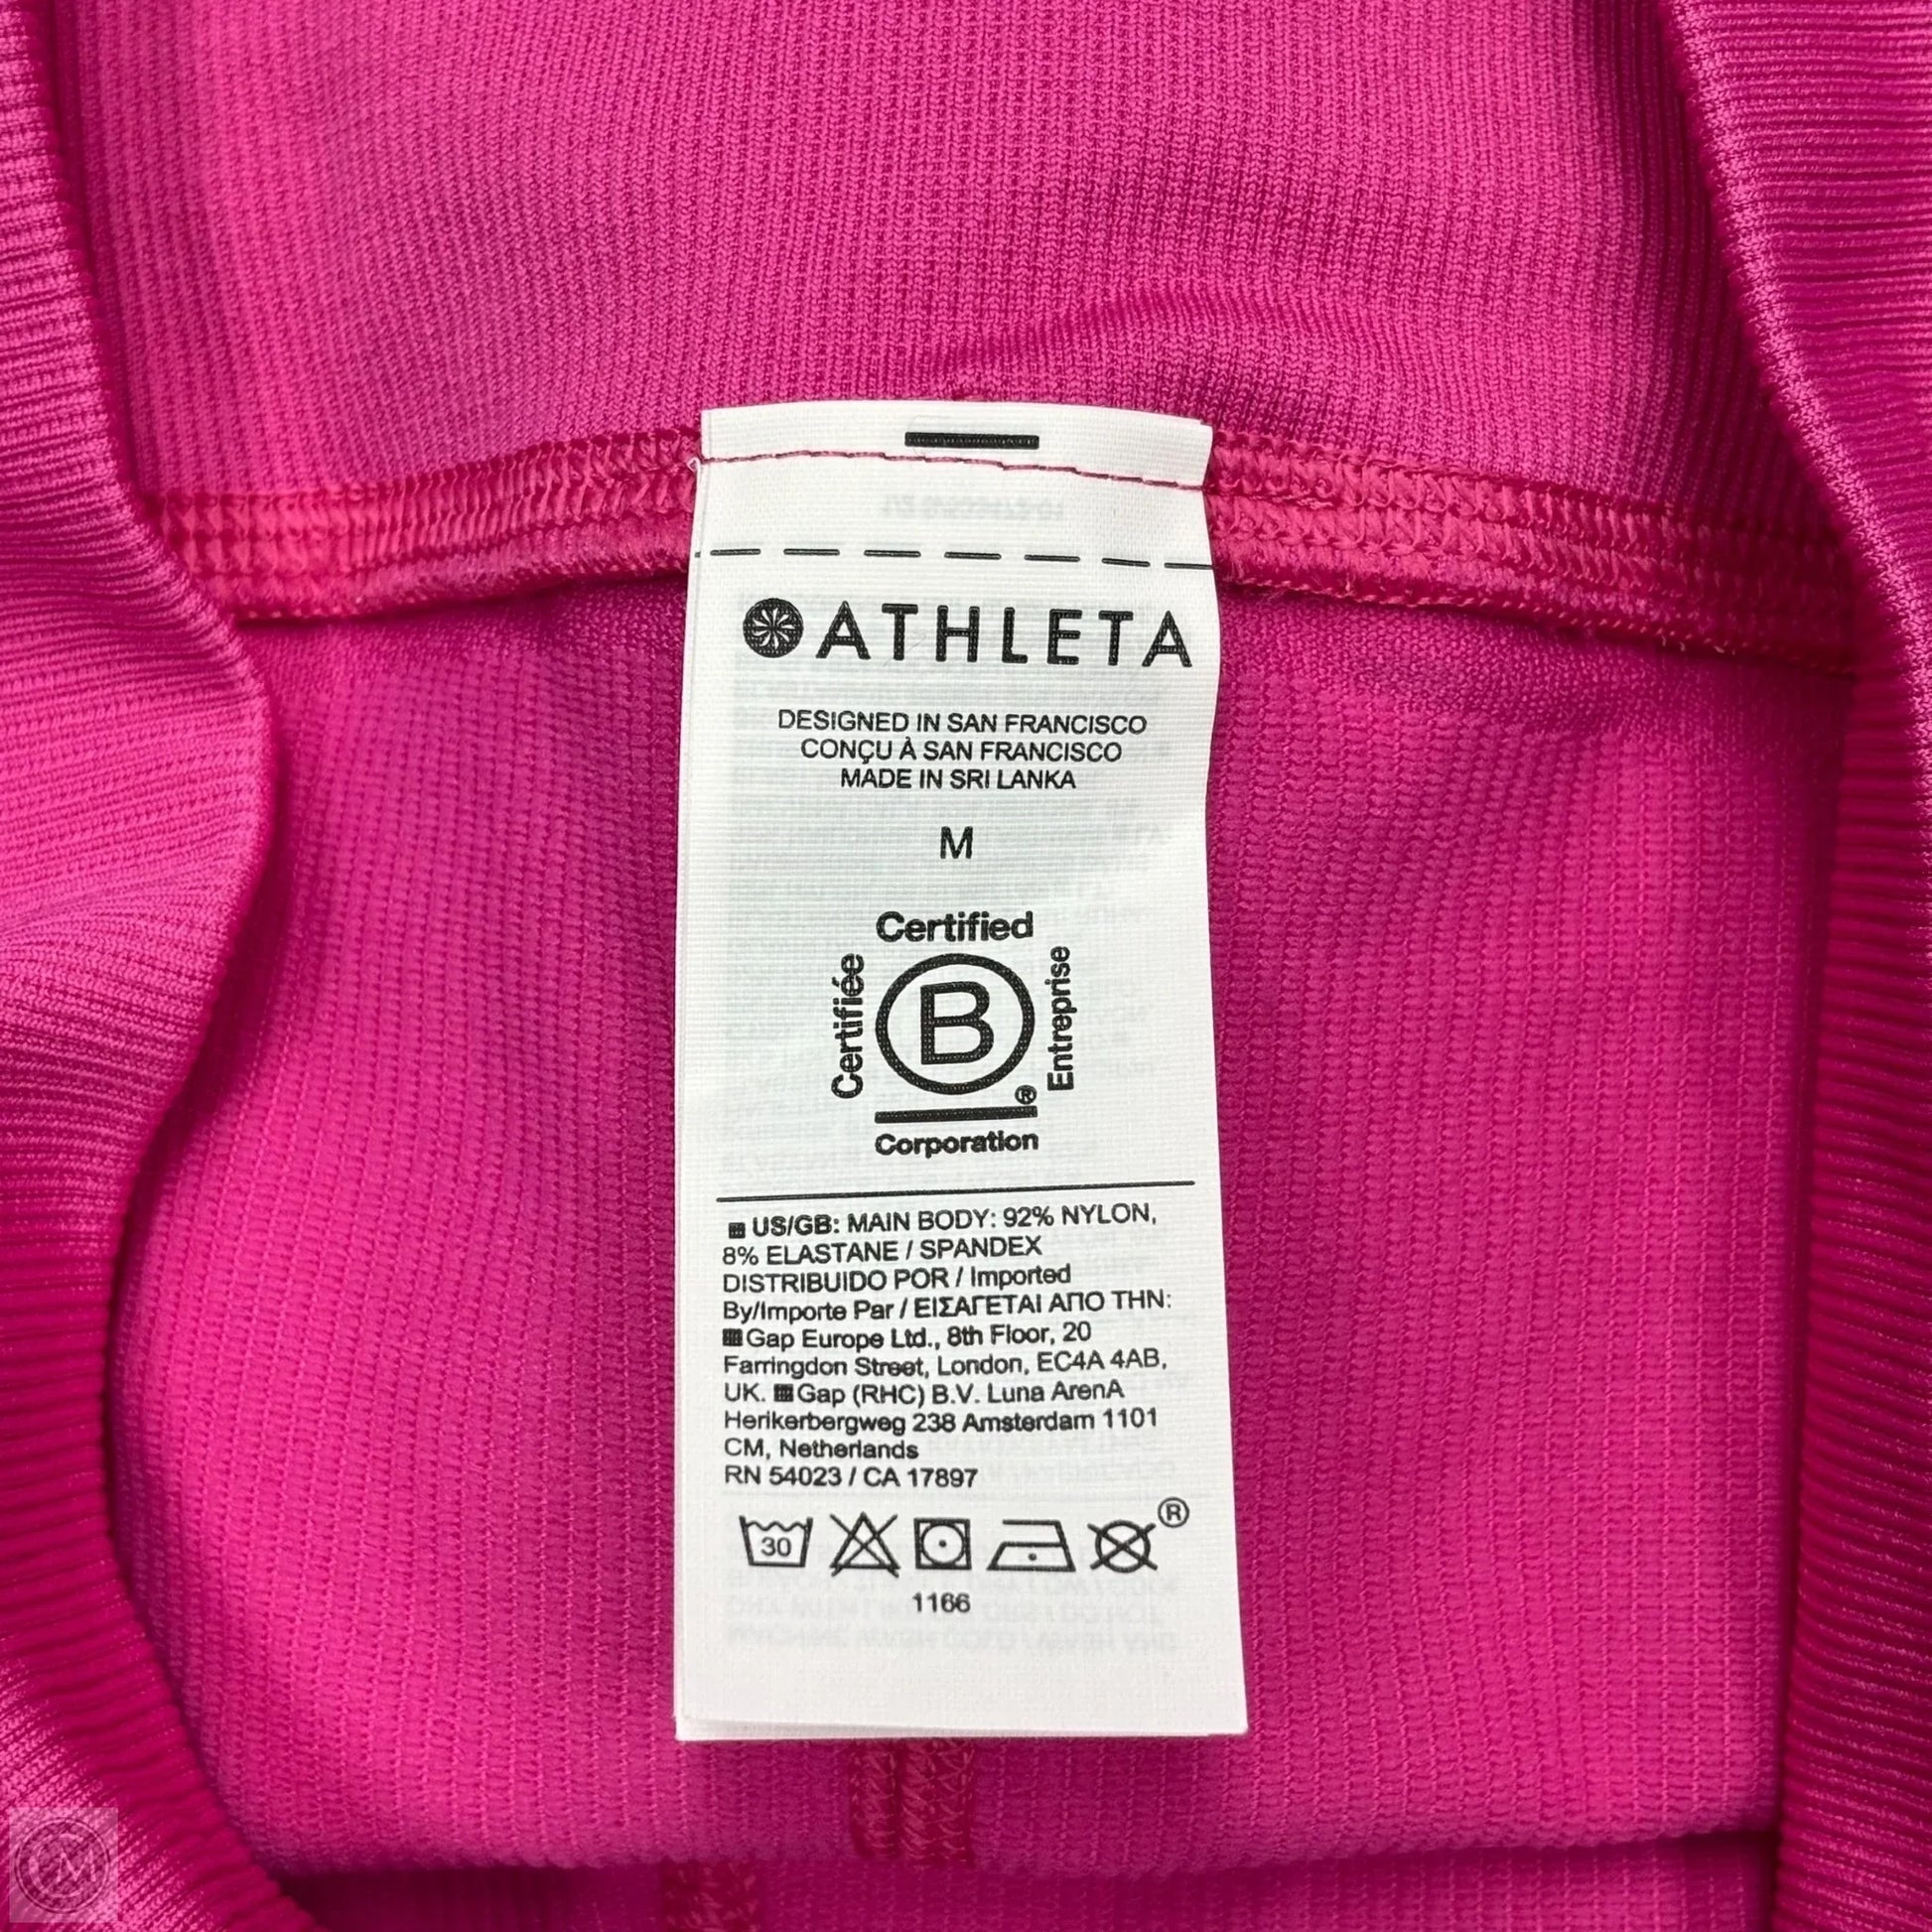 ATHLETA
DESIGNED IN SAN FRANCISCO
CONÇU À SAN FRANCISCO
MADE IN SRI LANKA
M
Certified
Certifiée
B
Entreprise
®
Corporation
US/GB: MAIN BODY: 92% NYLON,
8% ELASTANE / SPANDEX
DISTRIBUIDO POR / Imported
By/Importe Par / ΕΙΣΑΓΕΤΑΙ ΑΠΟ ΤΗΝ:
Gap Europe Ltd., 8th Floor, 20
Farringdon Street, London, EC4A 4AB,
UK. Gap (RHC) B.V. Luna ArenA
Herikerbergweg 238 Amsterdam 1101
CM, Netherlands
RN 54023 / CA 17897
30 ®
1166
CM